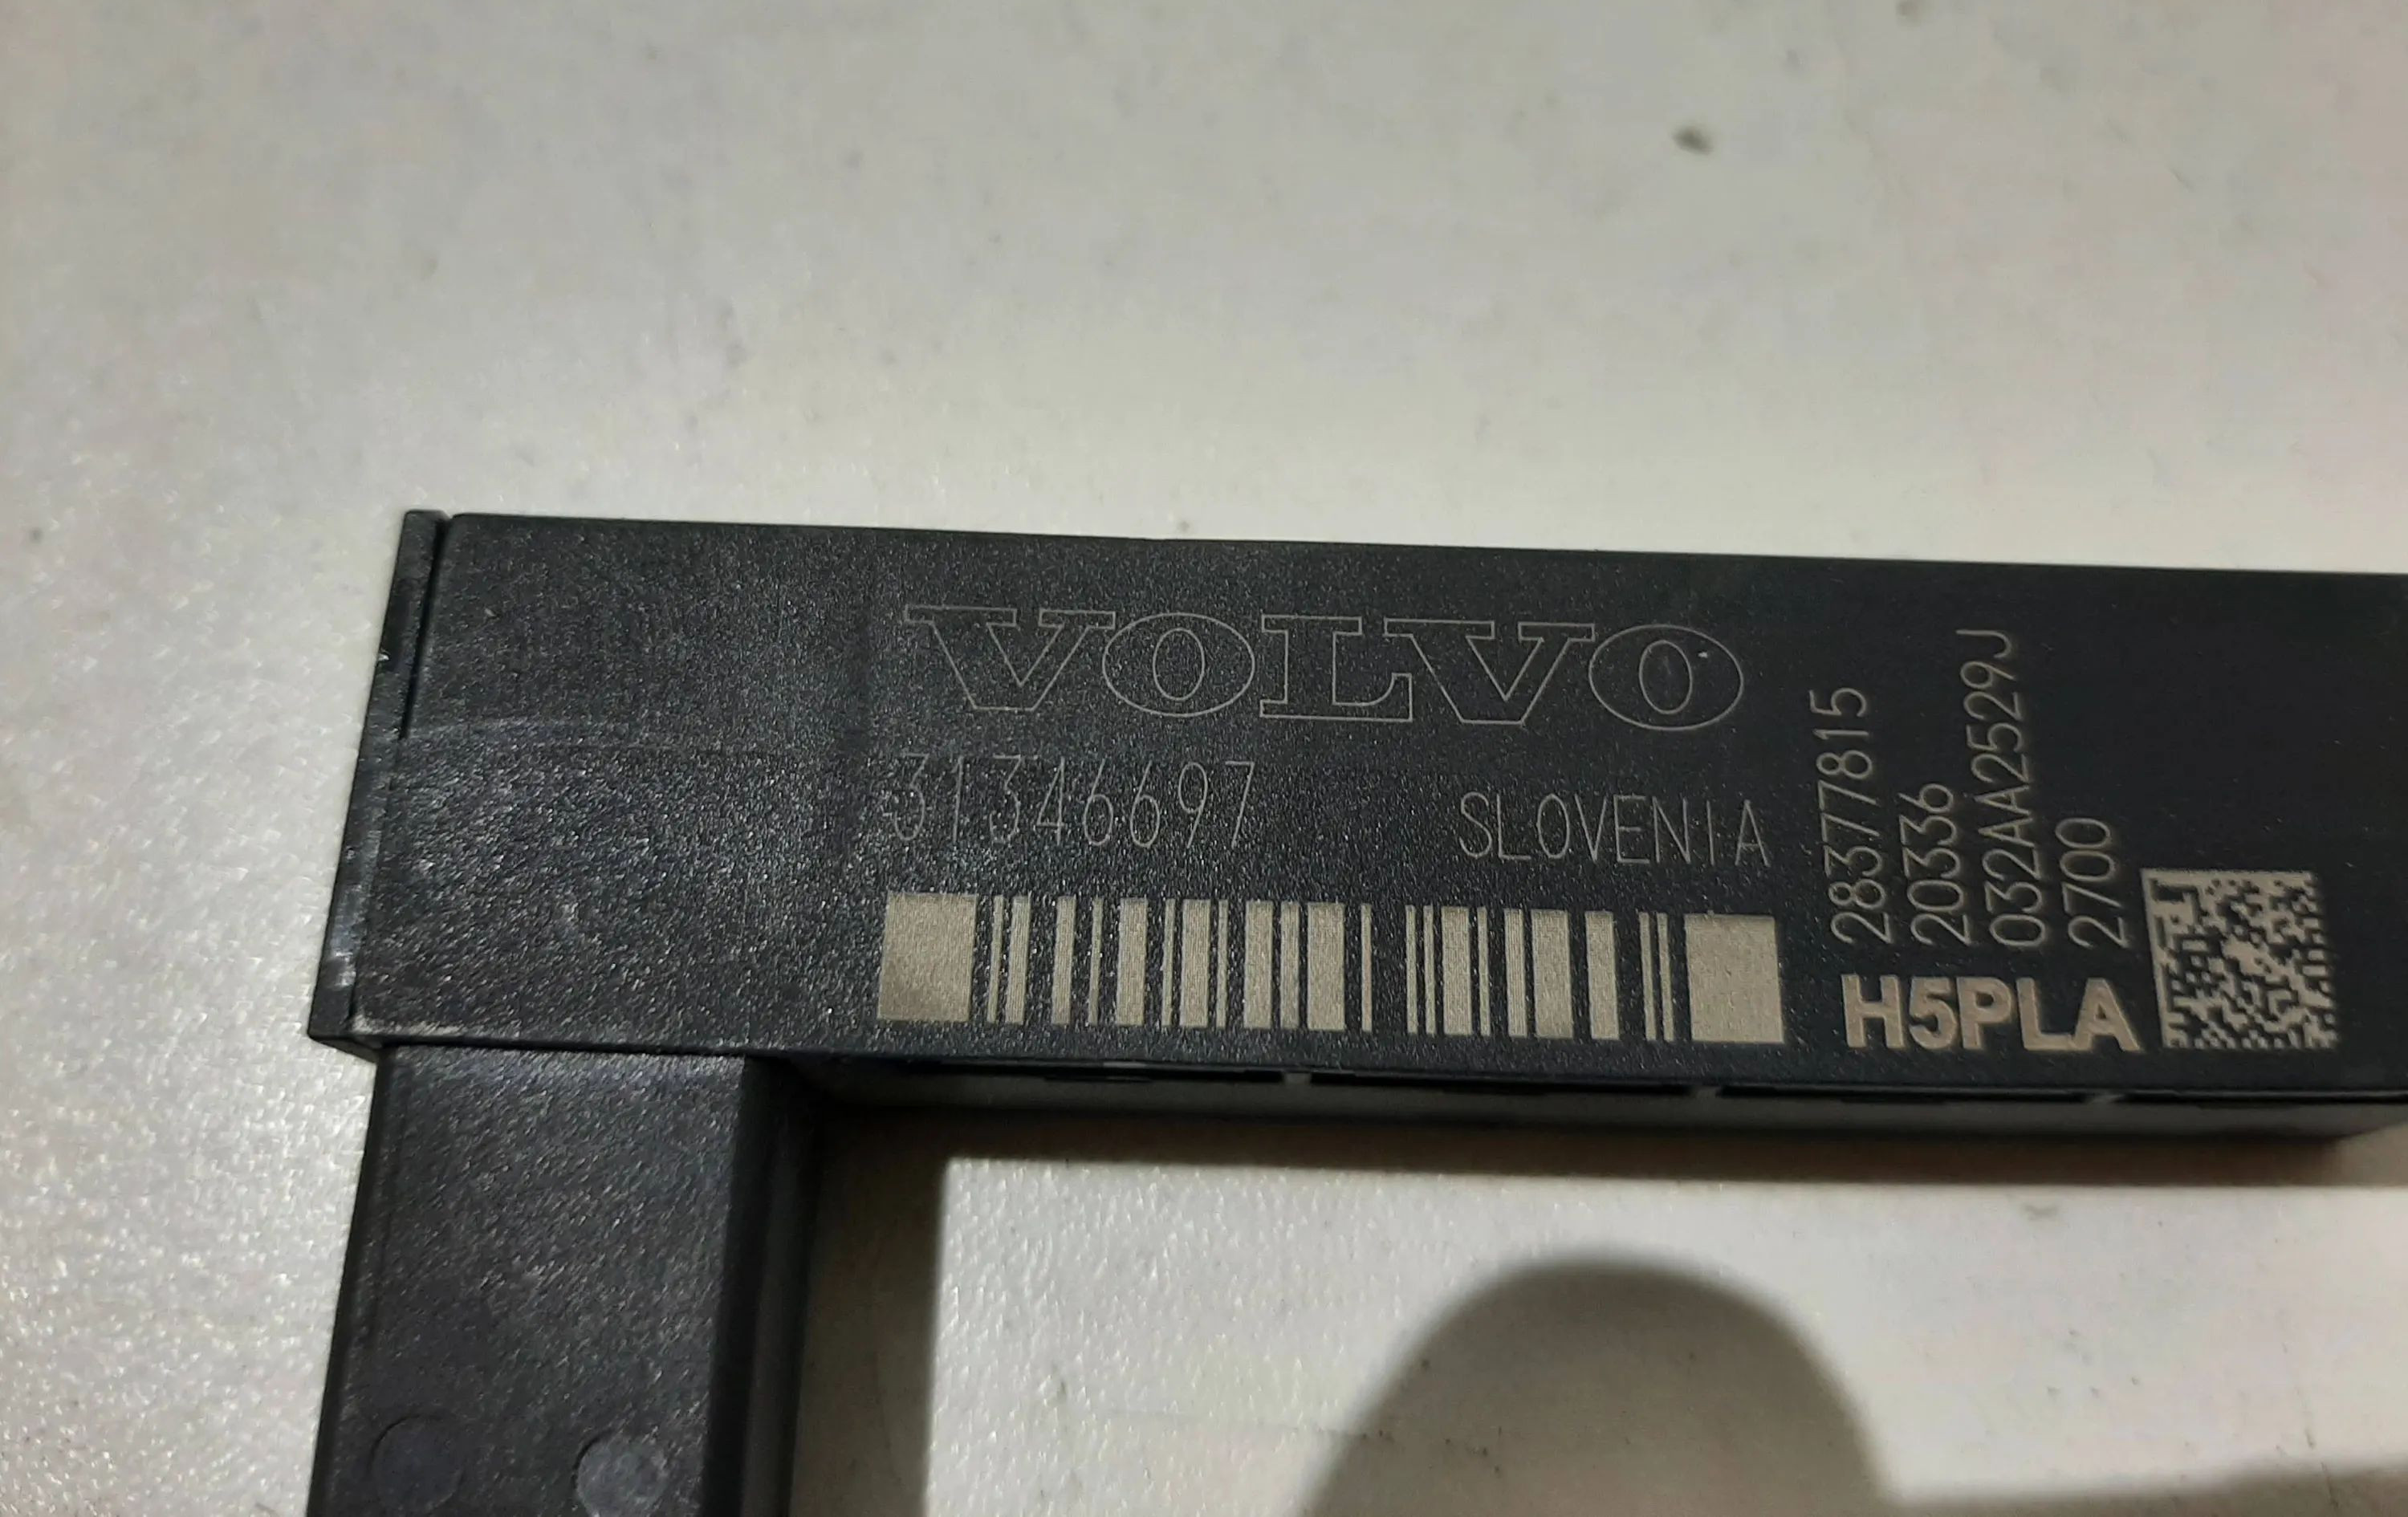 VOLVO
31346697
SLOVENIA
28377815
20336
032AA2529J
2700
H5PLA